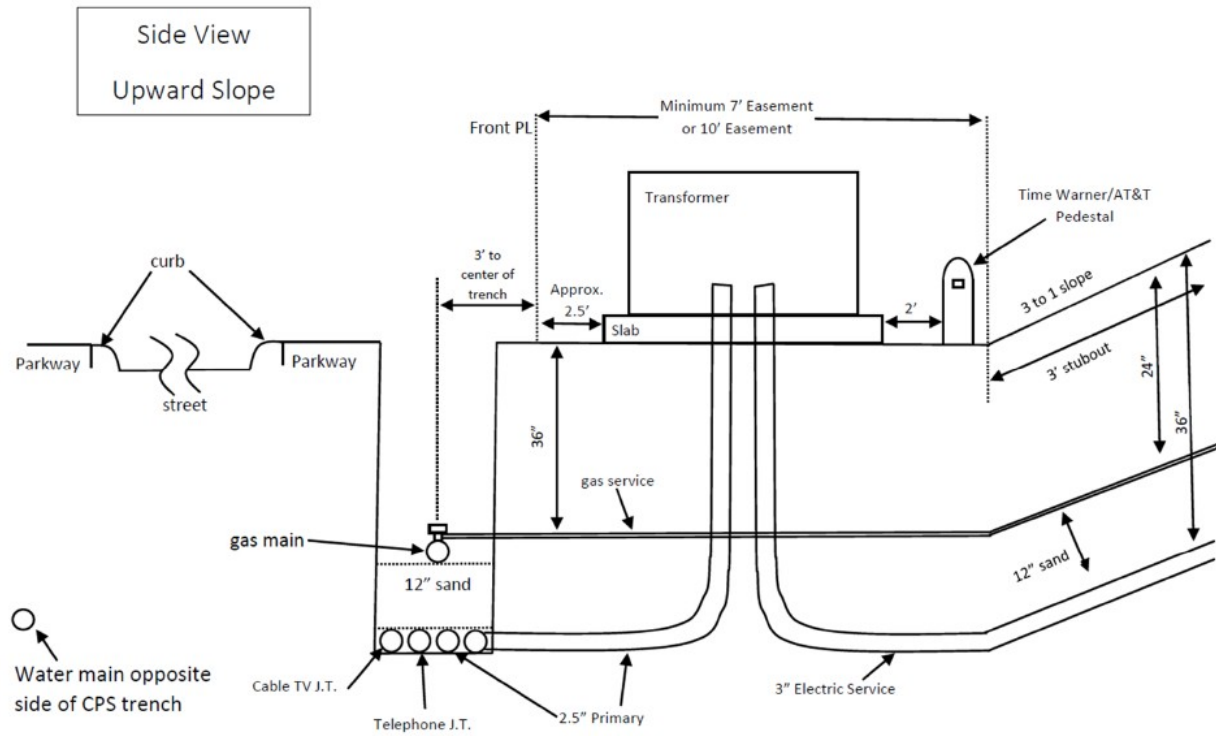 Side View
Upward Slope
Minimum 7’ Easement
or 10’ Easement
Front PL
Transformer
Time Warner/AT&T
Pedestal
curb
3’ to
center of
trench
Approx.
2.5’
2’
3 to 1 slope
Slab
Parkway
Parkway
3’ stubout
24”
street
36”
36”
gas service
gas main
12” sand
12” sand
Water main opposite
side of CPS trench
Cable TV J.T.
3” Electric Service
Telephone J.T.
2.5” Primary